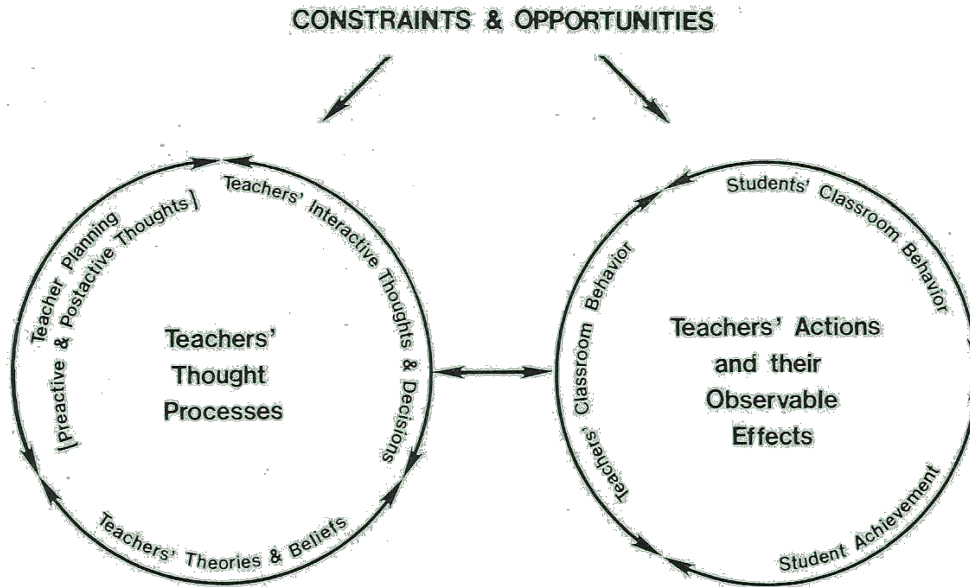 CONSTRAINTS & OPPORTUNITIES
Teacher Planning
[Preactive & Postactive Thoughts]
Teachers' Interactive Thoughts & Decisions
Teachers' Theories & Beliefs
Teachers'
Thought
Processes
Teachers' Classroom Behavior
Students' Classroom Behavior
Student Achievement
Teachers' Actions
and their
Observable
Effects